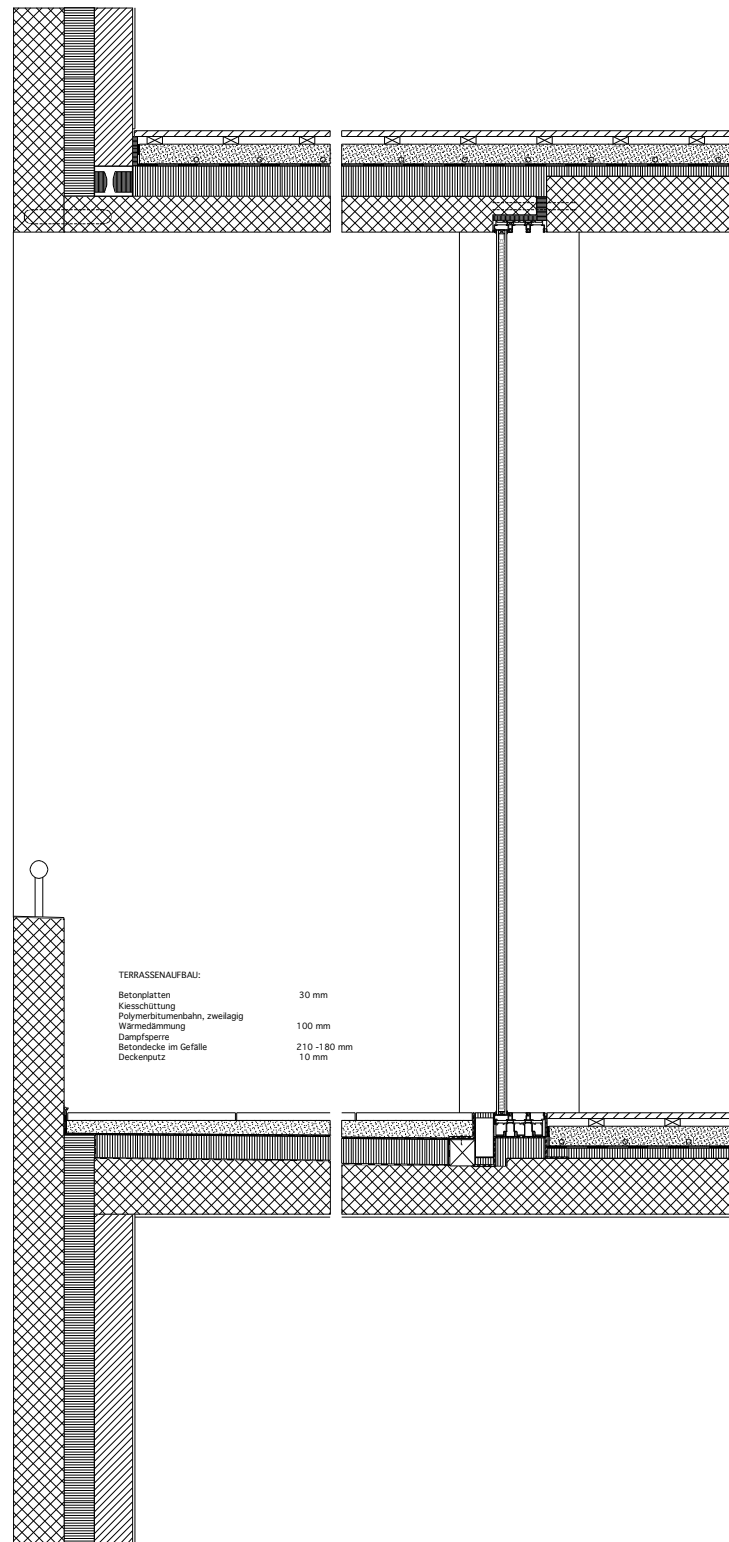 TERRASSENAUFBAU:
Betonplatten 30 mm
Kiesschüttung
Polymerbitumenbahn, zweilagig
Wärmedämmung 100 mm
Dampfsperre
Betondecke im Gefälle 210 -180 mm
Deckenputz 10 mm